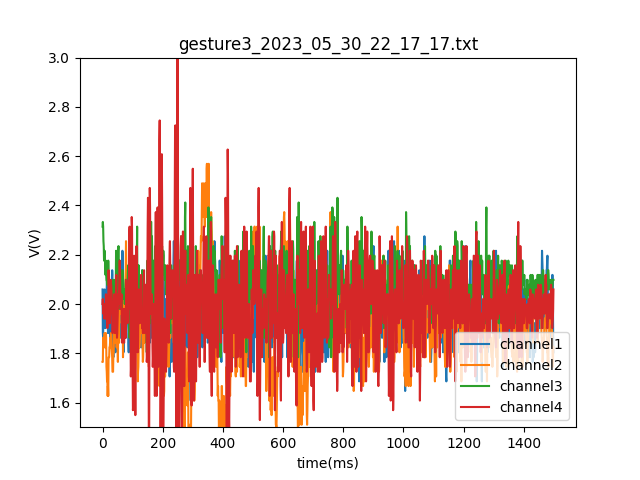 gesture3_2023_05_30_22_17_17.txt
3.0
2.8
2.6
2.4
2.2
2.0
1.8
1.6
V(V)
channel1
channel2
channel3
channel4
0 200 400 600 800 1000 1200 1400
time(ms)